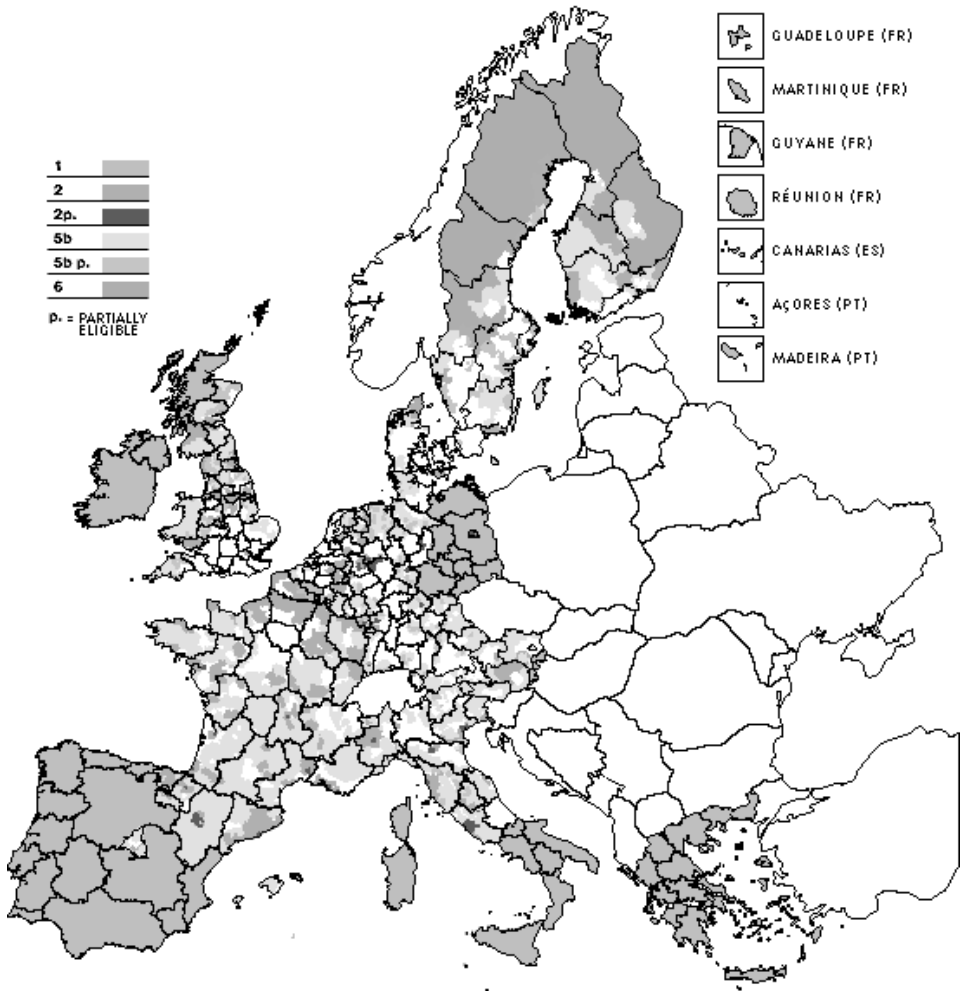 GUADELOUPE (FR)
MARTINIQUE (FR)
GUYANE (FR)
RÉUNION (FR)
CANARIAS (ES)
AÇORES (PT)
MADEIRA (PT)
1
2
2p.
5b
5b p.
6
p. = PARTIALLY
ELIGIBLE